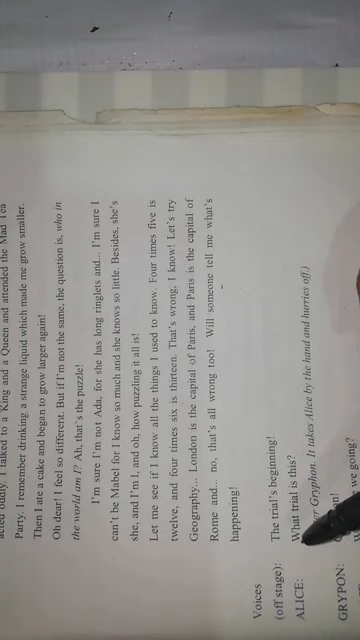 acted oddly. I talked to a King and a Queen and attended the Mad Tea
Party. I remember drinking a strange liquid which made me grow smaller.
Then I ate a cake and began to grow larger again!
Oh dear! I feel so different. But if I'm not the same, the question is, who in
the world am I? Ah, that's the puzzle!
I'm sure I'm not Ada, for she has long ringlets and... I'm sure I
can't be Mabel for I know so much and she knows so little. Besides, she's
she, and I'm I, and oh, how puzzling it all is!
Let me see if I know all the things I used to know. Four times five is
twelve, and four times six is thirteen. That's wrong, I know! Let's try
Geography... London is the capital of Paris, and Paris is the capital of
Rome and... no, that's all wrong too! Will someone tell me what's
happening!
Voices
(off stage): The trial's beginning!
ALICE: What trial is this?
Gryphon. It takes Alice by the hand and hurries off.)
GRYPON:
we going?